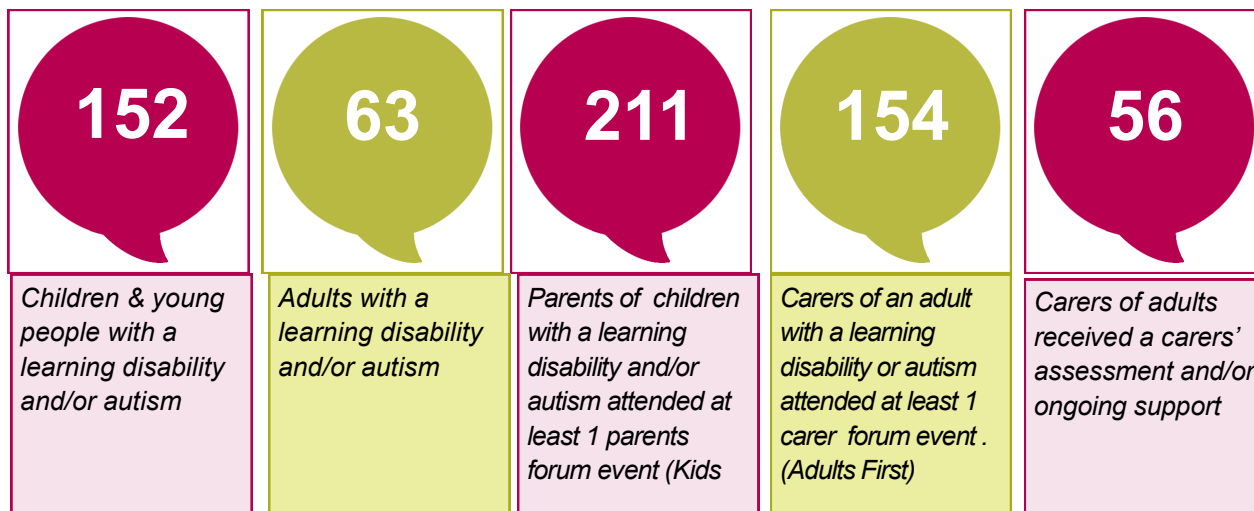 152
63
211
154
56
Children & young
people with a
learning disability
and/or autism
Adults with a
learning disability
and/or autism
Parents of children
with a learning
disability and/or
autism attended at
least 1 parents
forum event (Kids
Carers of an adult
with a learning
disability or autism
attended at least 1
carer forum event .
(Adults First)
Carers of adults
received a carers’
assessment and/or
ongoing support